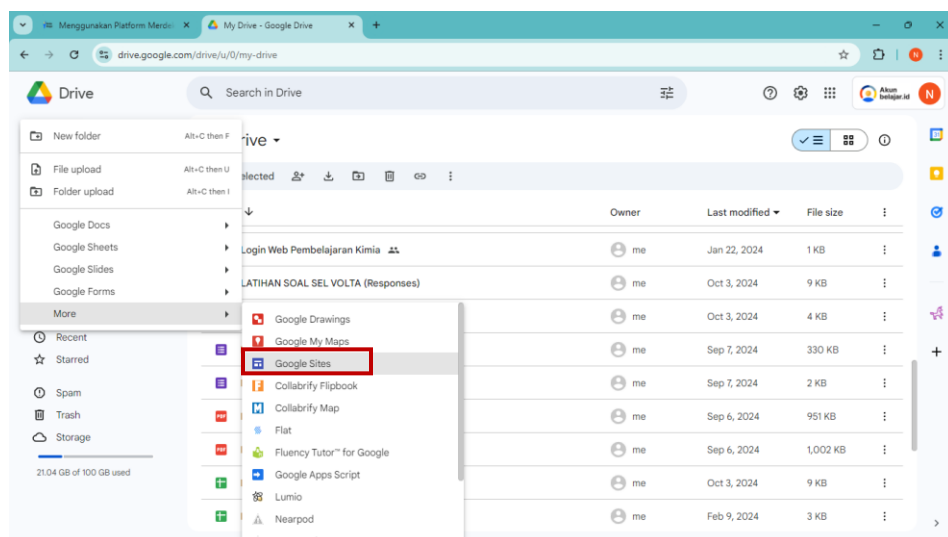 Menggunakan Platform Merde
My Drive - Google Drive
drive.google.com/drive/u/0/my-drive
Drive
Search in Drive
Akun
belajar.id
N
New folder Alt+C then F
File upload Alt+C then U
Folder upload Alt+C then I
Google Docs
Google Sheets
Google Slides
Google Forms
More
Recent
Starred
Spam
Trash
Storage
21.04 GB of 100 GB used
rive
elected
Owner Last modified File size
Login Web Pembelajaran Kimia me Jan 22, 2024 1 KB
LATIHAN SOAL SEL VOLTA (Responses) me Oct 3, 2024 9 KB
me Oct 3, 2024 4 KB
me Sep 7, 2024 330 KB
me Sep 7, 2024 2 KB
me Sep 6, 2024 951 KB
me Sep 6, 2024 1,002 KB
me Oct 3, 2024 9 KB
me Feb 9, 2024 3 KB
Google Drawings
Google My Maps
Google Sites
Collabrify Flipbook
Collabrify Map
Flat
Fluency Tutor™ for Google
Google Apps Script
Lumio
Nearpod